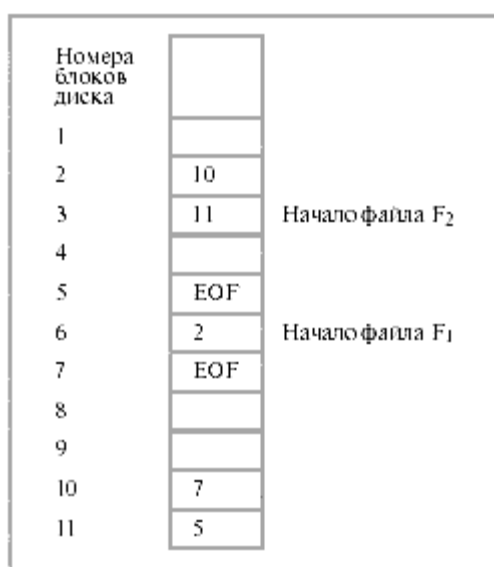 Номера
блоков
диска
1
2 10
3 11 Начало файла F2
4
5 EOF
6 2 Начало файла F1
7 EOF
8
9
10 7
11 5